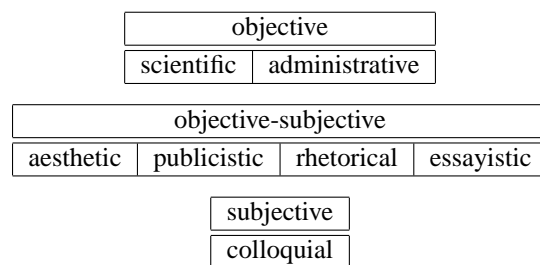 objective
scientific administrative
objective-subjective
aesthetic publicistic rhetorical essayistic
subjective
colloquial